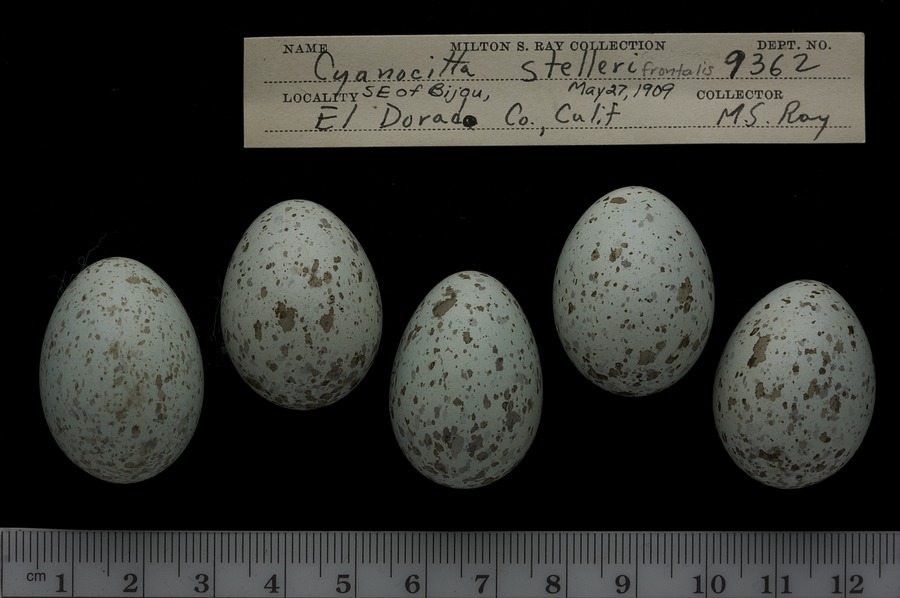 NAME MILTON S. RAY COLLECTION DEPT. NO.
Cyanocitta stelleri frontalis 9362
LOCALITY SE of Bijou, May 27, 1909 COLLECTOR
El Dorado Co., Calif M.S. Ray
cm 1 2 3 4 5 6 7 8 9 10 11 12